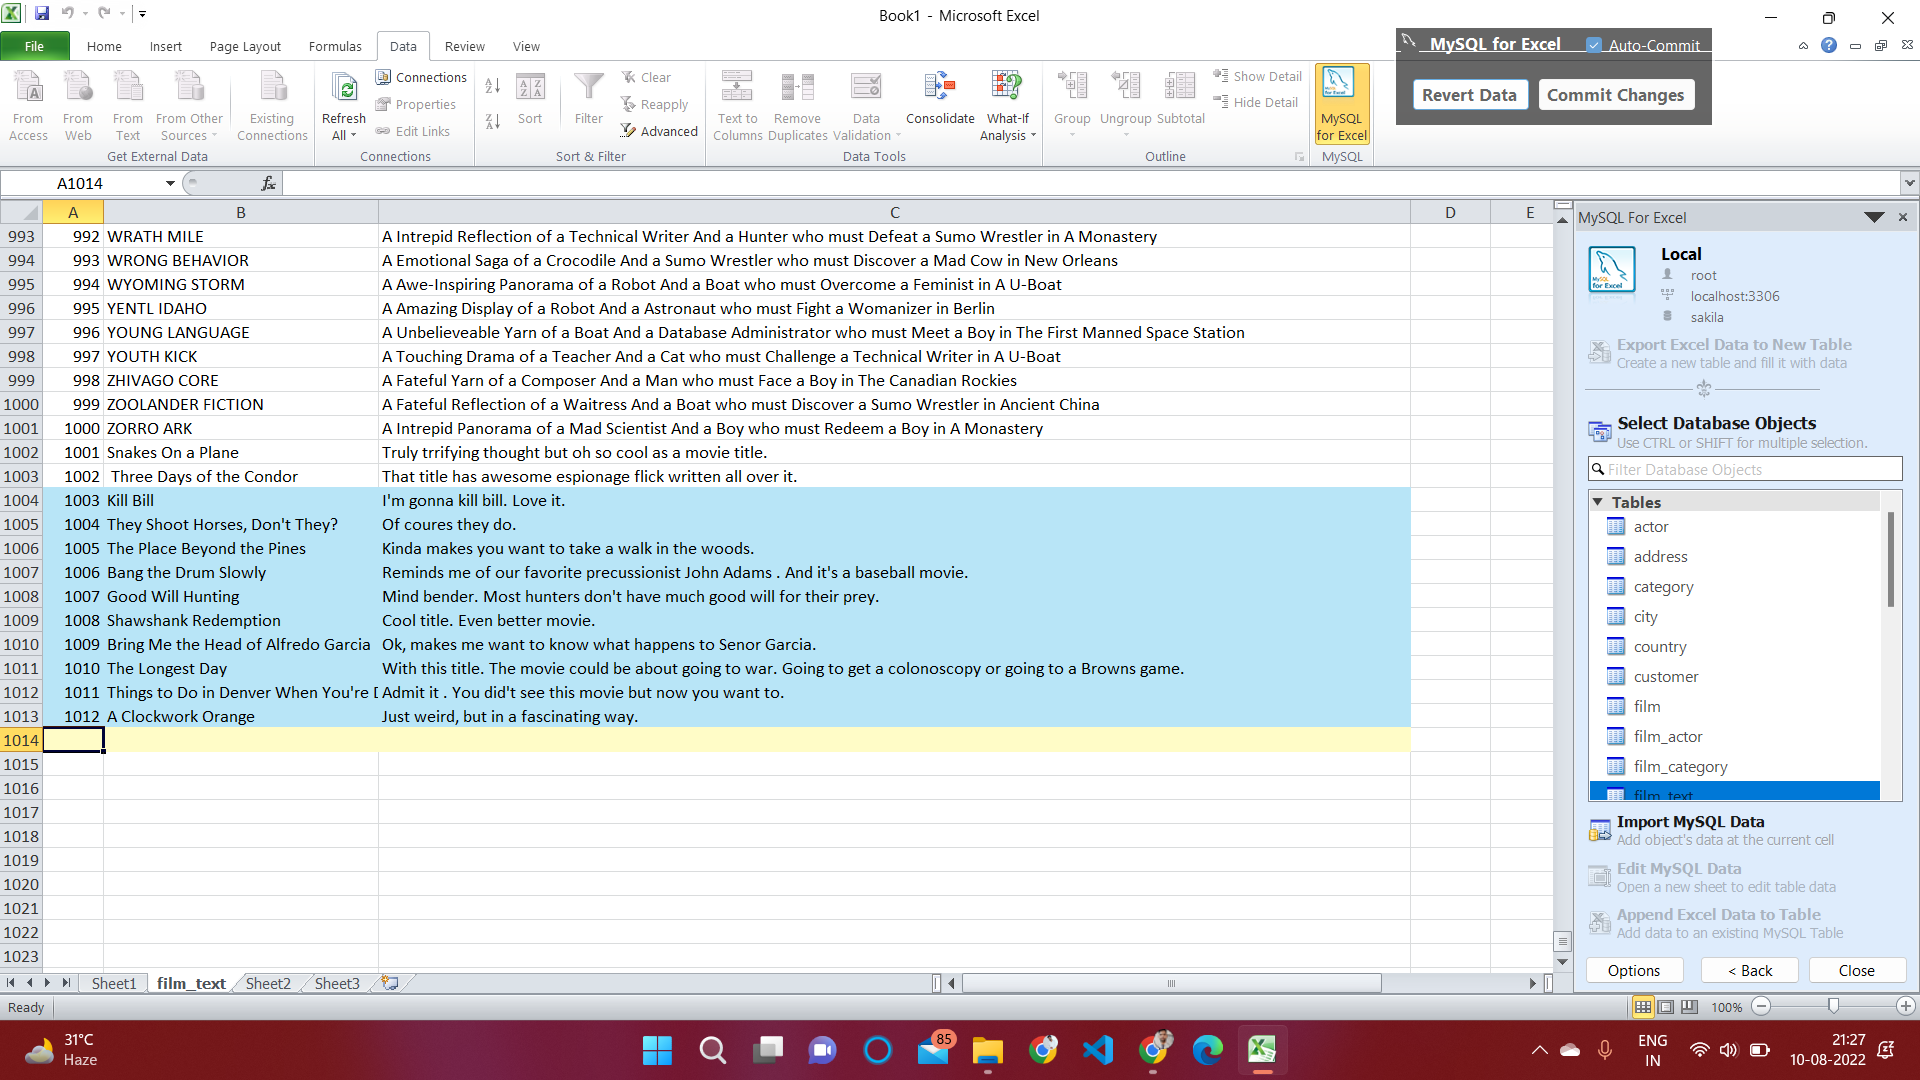 Book1 - Microsoft Excel
File Home Insert Page Layout Formulas Data Review View
MySQL for Excel Auto-Commit
Revert Data Commit Changes
From Access
From Web
From Text
From Other Sources
Existing Connections
Get External Data
Refresh All
Connections
Properties
Edit Links
Connections
Sort
Filter
Clear
Reapply
Advanced
Sort & Filter
Text to Columns
Remove Duplicates
Data Validation
Consolidate
What-If Analysis
Data Tools
Group
Ungroup
Subtotal
Show Detail
Hide Detail
Outline
MySQL for Excel
MySQL
A1014 fx
A B C D E
993 992 WRATH MILE A Intrepid Reflection of a Technical Writer And a Hunter who must Defeat a Sumo Wrestler in A Monastery
994 993 WRONG BEHAVIOR A Emotional Saga of a Crocodile And a Sumo Wrestler who must Discover a Mad Cow in New Orleans
995 994 WYOMING STORM A Awe-Inspiring Panorama of a Robot And a Boat who must Overcome a Feminist in A U-Boat
996 995 YENTL IDAHO A Amazing Display of a Robot And a Astronaut who must Fight a Womanizer in Berlin
997 996 YOUNG LANGUAGE A Unbelieveable Yarn of a Boat And a Database Administrator who must Meet a Boy in The First Manned Space Station
998 997 YOUTH KICK A Touching Drama of a Teacher And a Cat who must Challenge a Technical Writer in A U-Boat
999 998 ZHIVAGO CORE A Fateful Yarn of a Composer And a Man who must Face a Boy in The Canadian Rockies
1000 999 ZOOLANDER FICTION A Fateful Reflection of a Waitress And a Boat who must Discover a Sumo Wrestler in Ancient China
1001 1000 ZORRO ARK A Intrepid Panorama of a Mad Scientist And a Boy who must Redeem a Boy in A Monastery
1002 1001 Snakes On a Plane Truly trrifying thought but oh so cool as a movie title.
1003 1002 Three Days of the Condor That title has awesome espionage flick written all over it.
1004 1003 Kill Bill I'm gonna kill bill. Love it.
1005 1004 They Shoot Horses, Don't They? Of coures they do.
1006 1005 The Place Beyond the Pines Kinda makes you want to take a walk in the woods.
1007 1006 Bang the Drum Slowly Reminds me of our favorite precussionist John Adams . And it's a baseball movie.
1008 1007 Good Will Hunting Mind bender. Most hunters don't have much good will for their prey.
1009 1008 Shawshank Redemption Cool title. Even better movie.
1010 1009 Bring Me the Head of Alfredo Garcia Ok, makes me want to know what happens to Senor Garcia.
1011 1010 The Longest Day With this title. The movie could be about going to war. Going to get a colonoscopy or going to a Browns game.
1012 1011 Things to Do in Denver When You're Admit it . You did't see this movie but now you want to.
1013 1012 A Clockwork Orange Just weird, but in a fascinating way.
1014
1015
1016
1017
1018
1019
1020
1021
1022
1023
Sheet1 film_text Sheet2 Sheet3
Ready
100%
MySQL For Excel
Local
root
localhost:3306
sakila
Export Excel Data to New Table
Create a new table and fill it with data
Select Database Objects
Use CTRL or SHIFT for multiple selection.
Filter Database Objects
Tables
actor
address
category
city
country
customer
film
film_actor
film_category
film_text
Import MySQL Data
Add object's data at the current cell
Edit MySQL Data
Open a new sheet to edit table data
Append Excel Data to Table
Add data to an existing MySQL Table
Options < Back Close
31°C
Haze
85
ENG
IN
21:27
10-08-2022